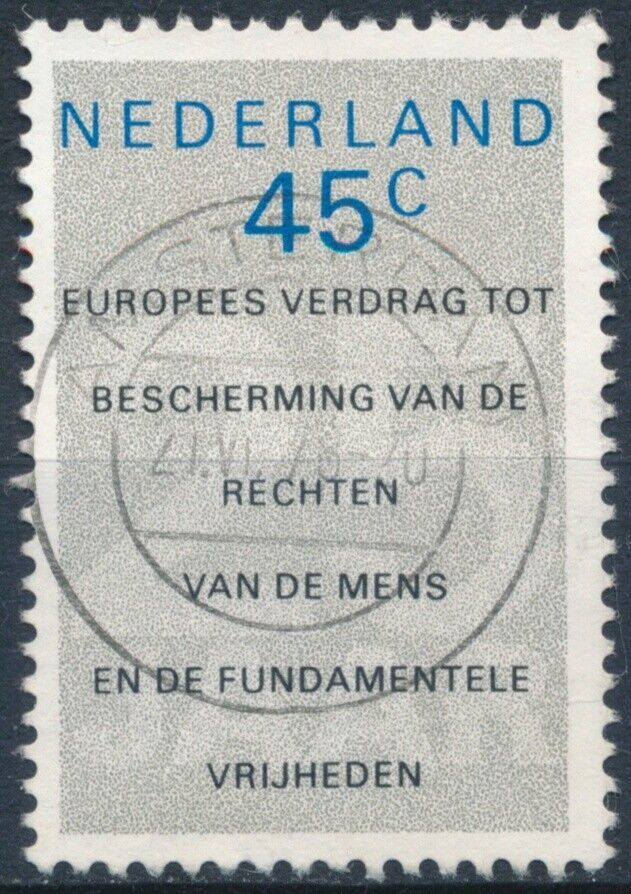 NEDERLAND
45c
EUROPEES VERDRAG TOT
BESCHERMING VAN DE
RECHTEN
VAN DE MENS
EN DE FUNDAMENTELE
VRIJHEDEN